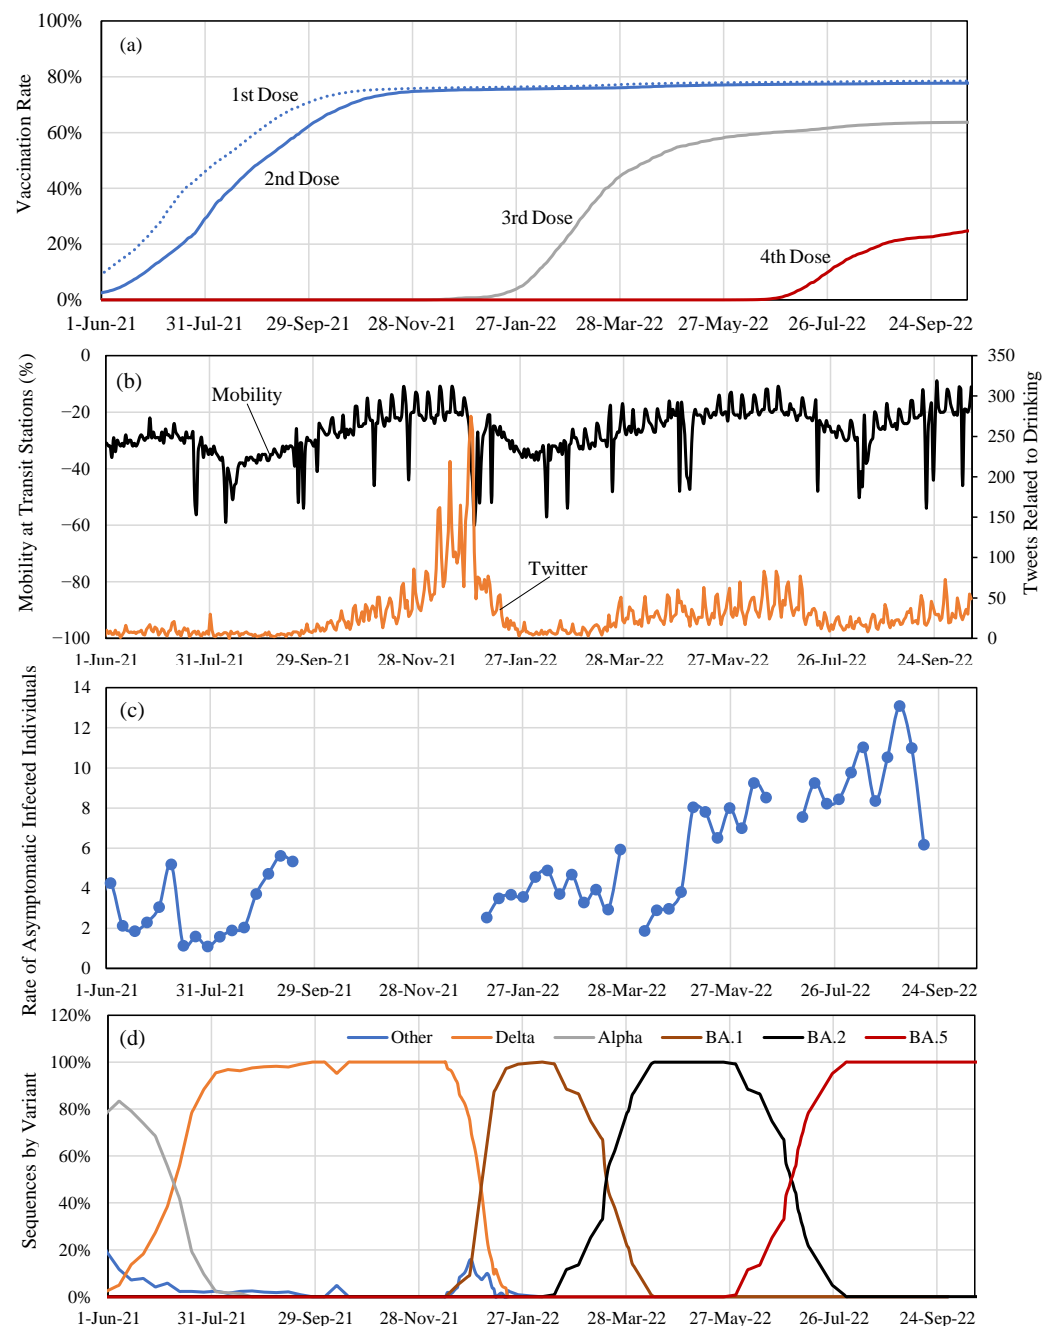 100%
(a)
80%
1st Dose
60%
2nd Dose
40%
3rd Dose
20%
4th Dose
0%
Vaccination Rate
1-Jun-21 31-Jul-21 29-Sep-21 28-Nov-21 27-Jan-22 28-Mar-22 27-May-22 26-Jul-22 24-Sep-22
0 350
(b)
Mobility
300
−20
250
−40 200
150
−60
100
−80
Twitter
50
−100 0
Mobility at Transit Stations (%)
Tweets Related to Drinking
1-Jun-21 31-Jul-21 29-Sep-21 28-Nov-21 27-Jan-22 28-Mar-22 27-May-22 26-Jul-22 24-Sep-22
14
(c)
12
10
8
6
4
2
0
Rate of Asymptomatic Infected Individuals
1-Jun-21 31-Jul-21 29-Sep-21 28-Nov-21 27-Jan-22 28-Mar-22 27-May-22 26-Jul-22 24-Sep-22
120%
(d) Other Delta Alpha BA.1 BA.2 BA.5
100%
80%
60%
40%
20%
0%
Sequences by Variant
1-Jun-21 31-Jul-21 29-Sep-21 28-Nov-21 27-Jan-22 28-Mar-22 27-May-22 26-Jul-22 24-Sep-22